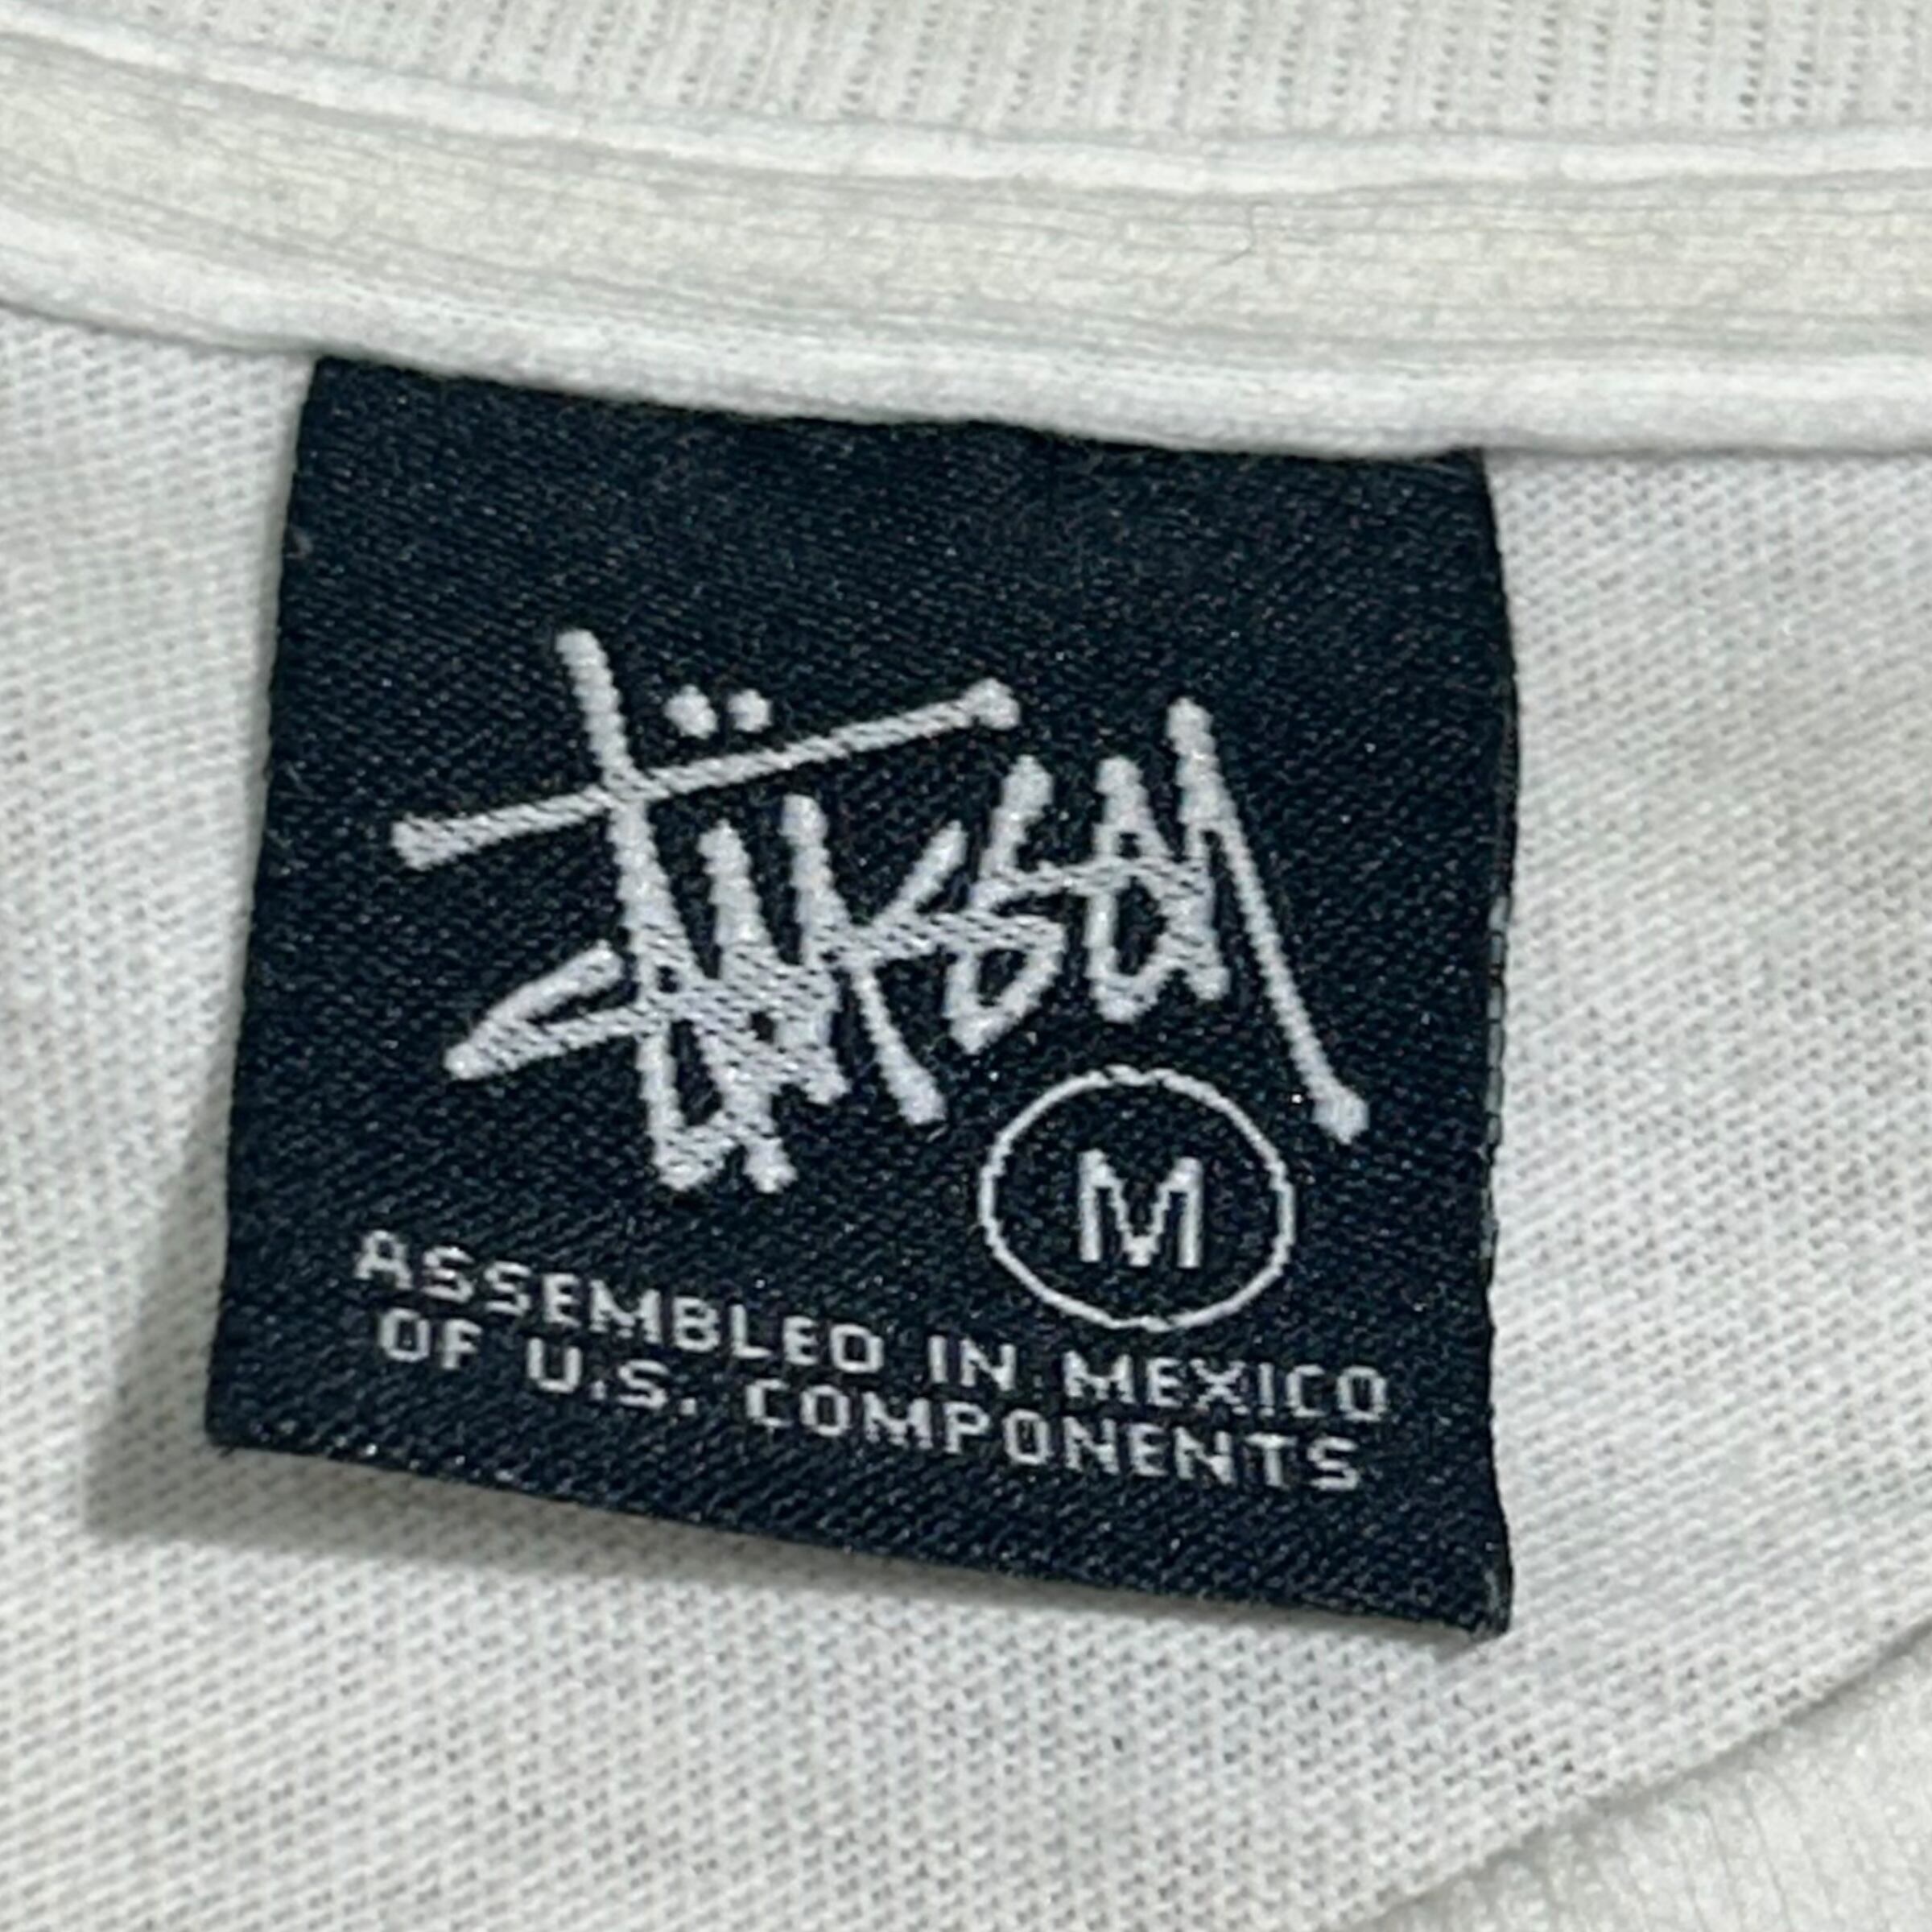 Stüssy
M
ASSEMBLED IN MEXICO
OF U.S. COMPONENTS